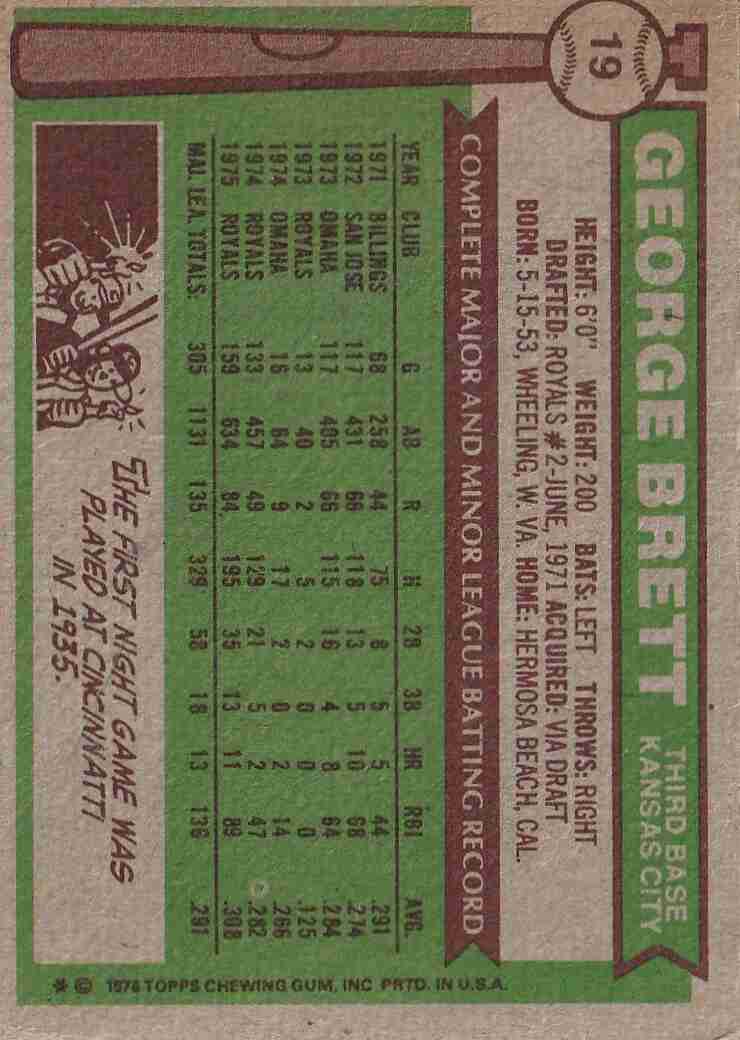 19
GEORGE BRETT
THIRD BASE
KANSAS CITY
HEIGHT: 6'0" WEIGHT: 200 BATS: LEFT THROWS: RIGHT
DRAFTED: ROYALS #2-JUNE, 1971 ACQUIRED: VIA DRAFT
BORN: 5-15-53, WHEELING, W. VA. HOME: HERMOSA BEACH, CAL.
COMPLETE MAJOR AND MINOR LEAGUE BATTING RECORD
YEAR CLUB G AB R H 2B 3B HR RBI AVG.
1971 BILLINGS 68 258 44 75 8 5 5 44 .291
1972 SAN JOSE 117 431 66 118 13 5 10 68 .274
1973 OMAHA 117 405 66 115 16 4 8 64 .284
1973 ROYALS 13 40 2 5 2 0 0 0 .125
1974 OMAHA 16 64 9 17 2 0 2 14 .266
1974 ROYALS 133 457 49 129 21 5 2 47 .282
1975 ROYALS 159 634 84 195 35 13 11 89 .308
MAJ. LEA. TOTALS: 305 1131 135 329 58 18 13 136 .291
THE FIRST NIGHT GAME WAS
PLAYED AT CINCINNATTI
IN 1935.
* © 1976 TOPPS CHEWING GUM, INC PRTD. IN U.S.A.